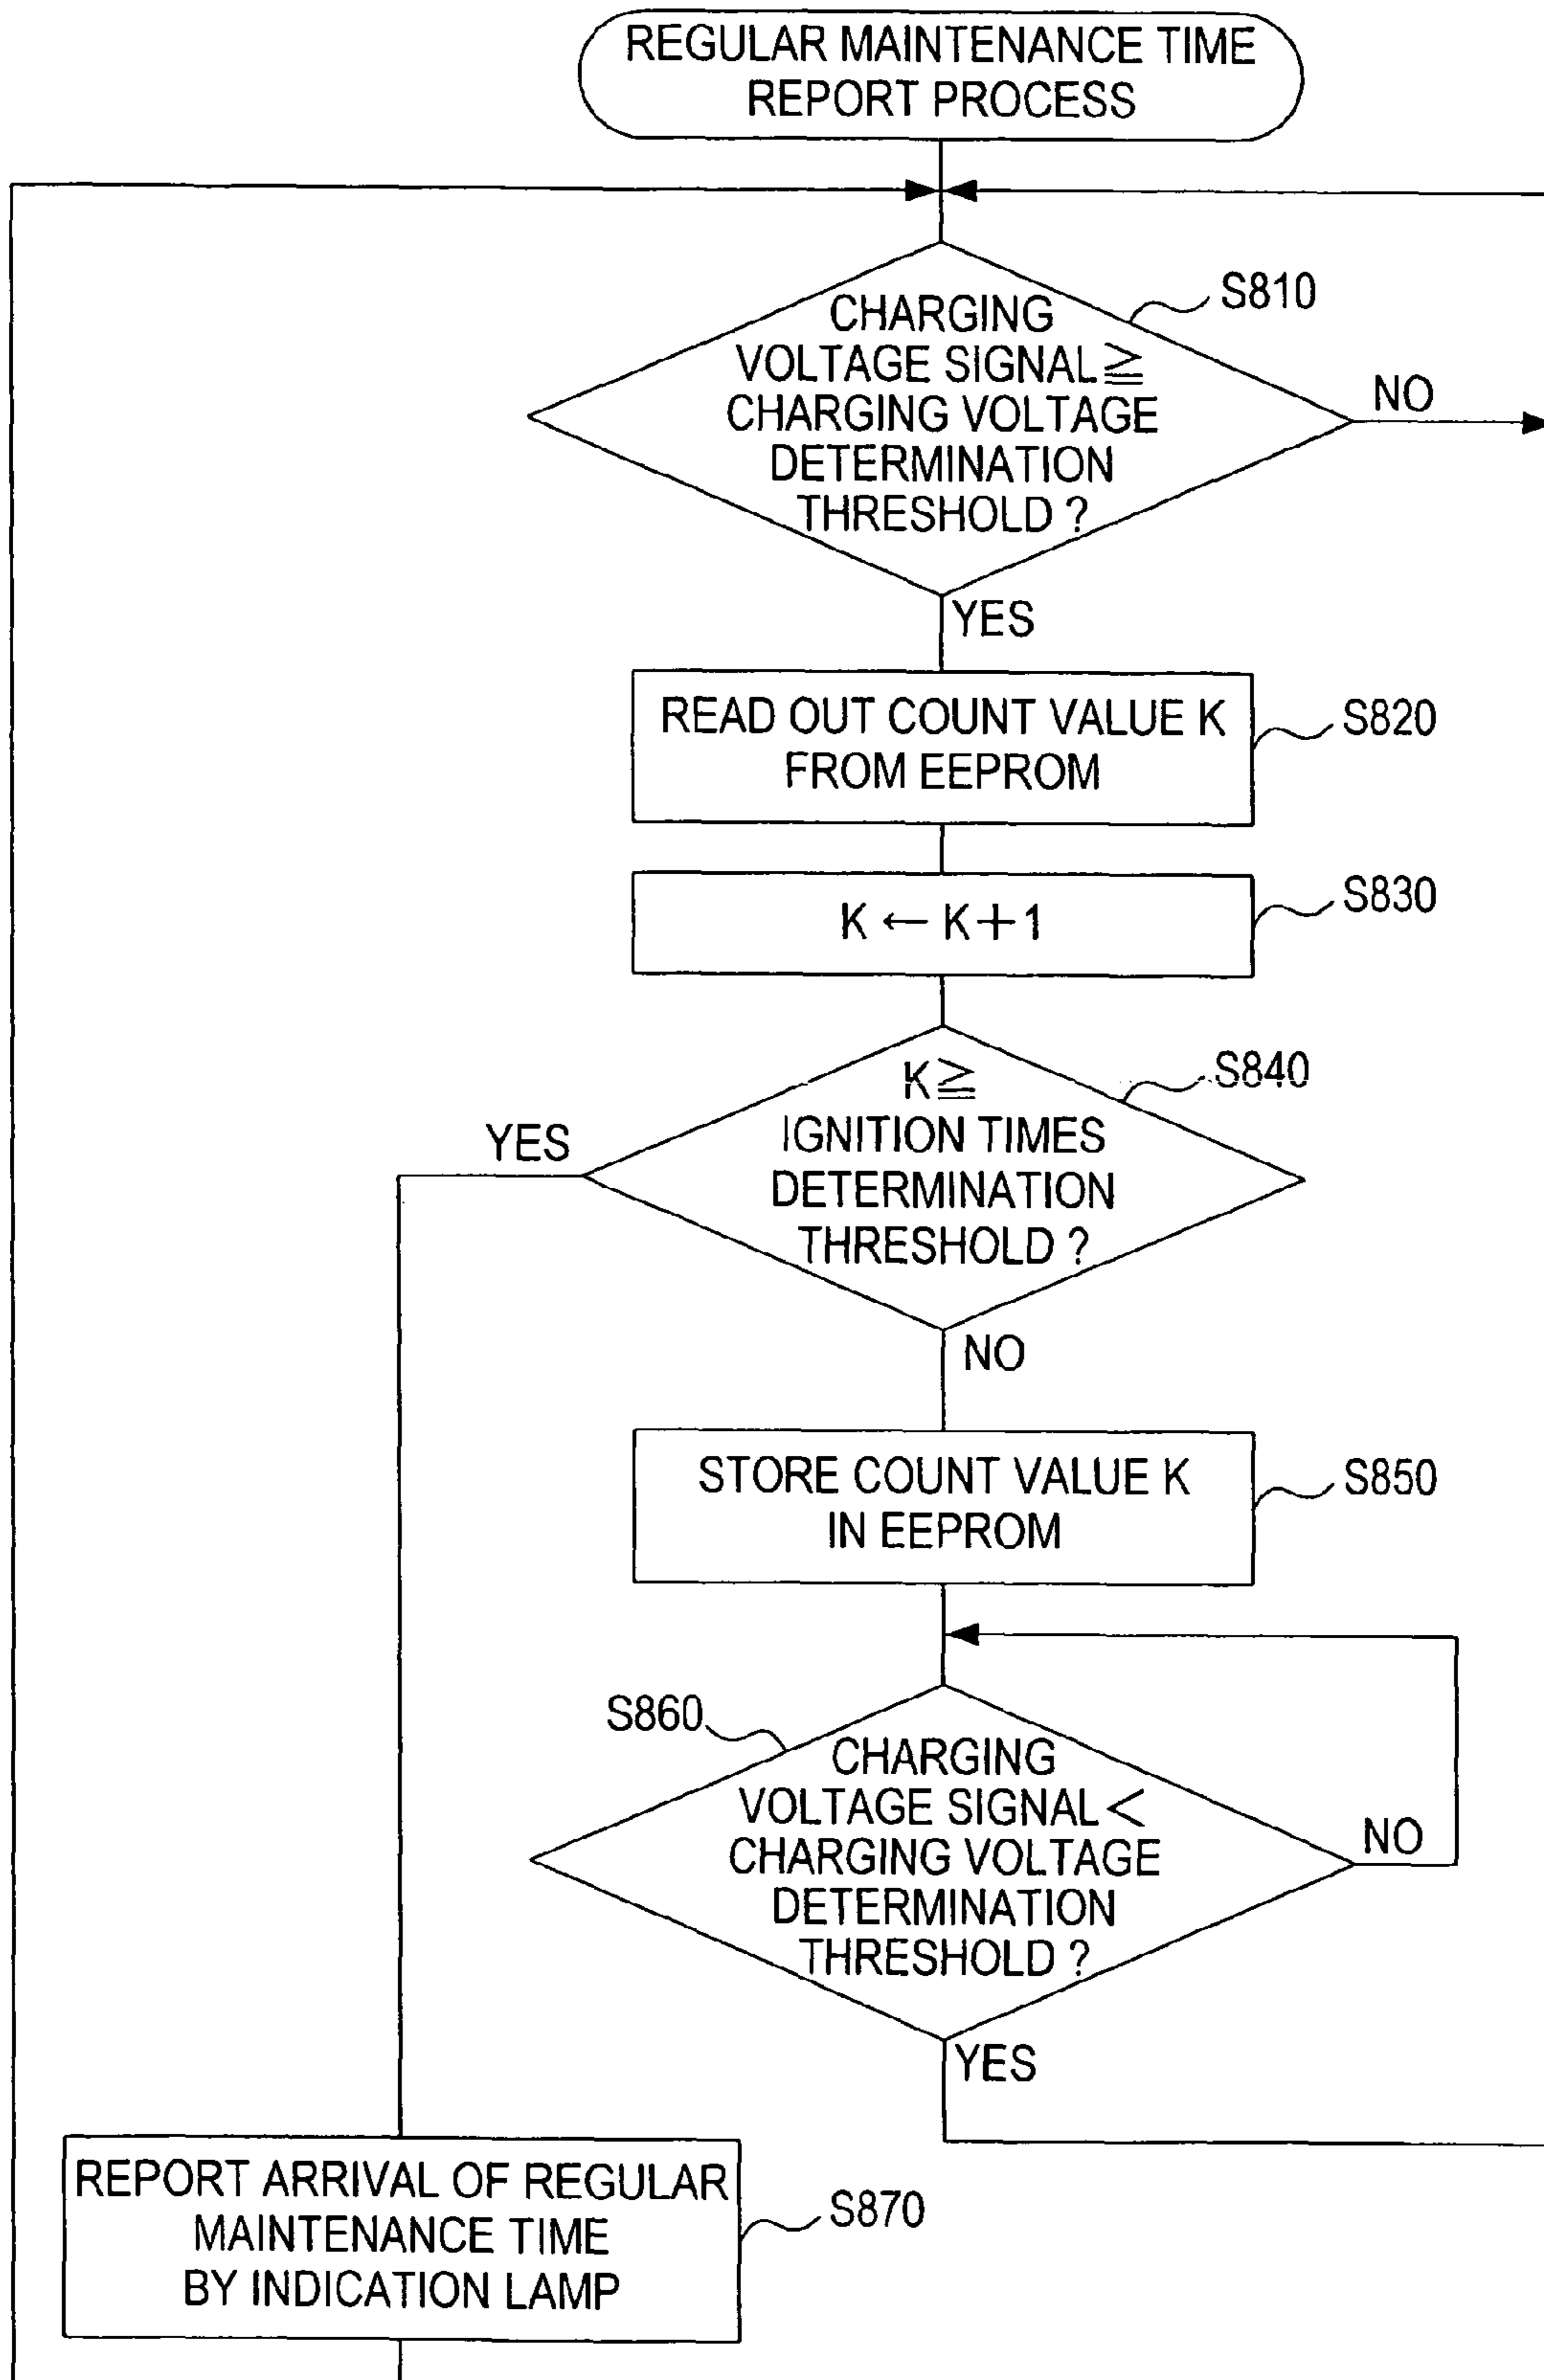 REGULAR MAINTENANCE TIME
REPORT PROCESS
S810
CHARGING
VOLTAGE SIGNAL≧
CHARGING VOLTAGE
DETERMINATION
THRESHOLD ?
NO
YES
READ OUT COUNT VALUE K
FROM EEPROM
S820
K ← K+1
S830
K≧
IGNITION TIMES
DETERMINATION
THRESHOLD ?
S840
YES
NO
STORE COUNT VALUE K
IN EEPROM
S850
S860
CHARGING
VOLTAGE SIGNAL<
CHARGING VOLTAGE
DETERMINATION
THRESHOLD ?
NO
YES
REPORT ARRIVAL OF REGULAR
MAINTENANCE TIME
BY INDICATION LAMP
S870